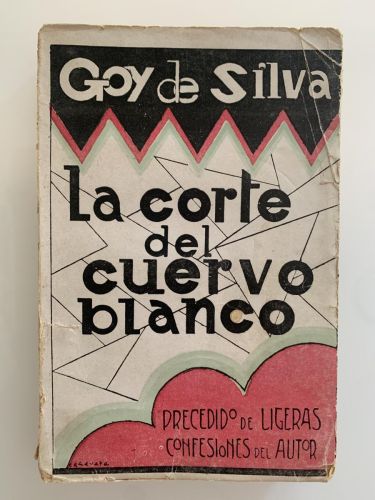 Goy de Silva
La corte
del
cuervo
blanco
PRECEDIDO DE LIGERAS
CONFESIONES DEL AUTOR